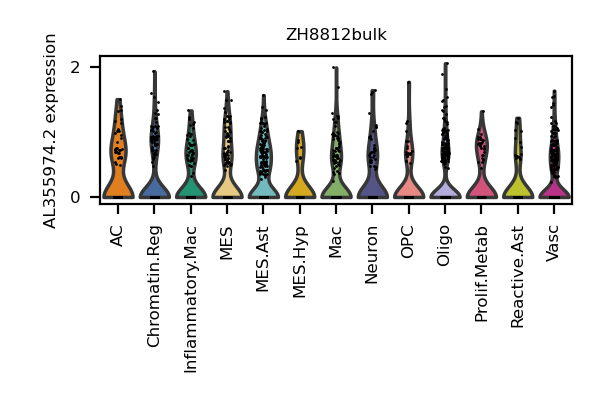 ZH8812bulk
AL355974.2 expression
2
0
AC
Chromatin.Reg
Inflammatory.Mac
MES
MES.Ast
MES.Hyp
Mac
Neuron
OPC
Oligo
Prolif.Metab
Reactive.Ast
Vasc